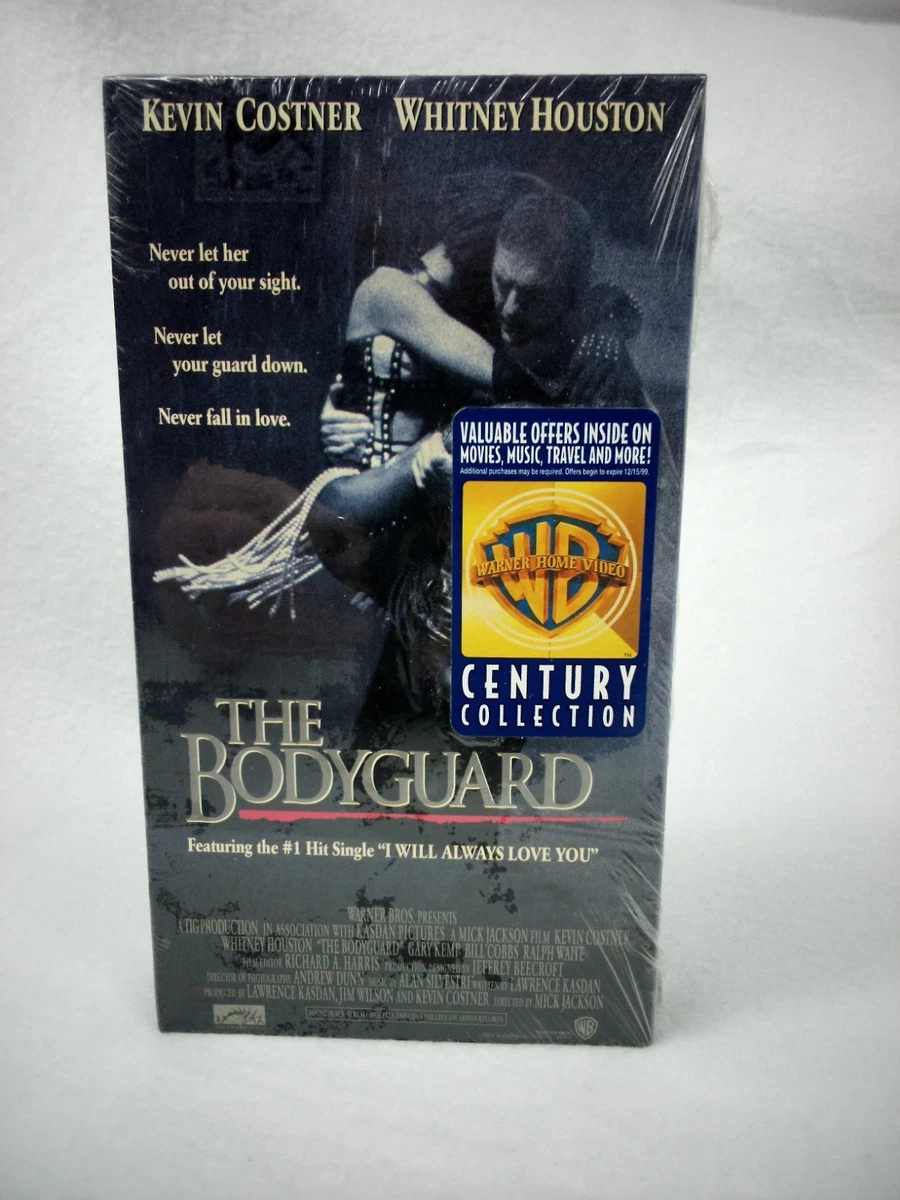 KEVIN COSTNER WHITNEY HOUSTON
Never let her
out of your sight.
Never let
your guard down.
Never fall in love.
VALUABLE OFFERS INSIDE ON
MOVIES, MUSIC, TRAVEL AND MORE!
Additional purchases may be required. Offers begin to expire 12/15/99.
WB
WARNER HOME VIDEO
TM
CENTURY
COLLECTION
THE
BODYGUARD
Featuring the #1 Hit Single "I WILL ALWAYS LOVE YOU"
WARNER BROS. PRESENTS
A TIG PRODUCTION IN ASSOCIATION WITH KASDAN PICTURES A MICK JACKSON FILM KEVIN COSTNER
WHITNEY HOUSTON "THE BODYGUARD" GARY KEMP BILL COBBS RALPH WAITE
FILM EDITOR RICHARD A. HARRIS PRODUCTION DESIGNED BY JEFFREY BEECROFT
DIRECTOR OF PHOTOGRAPHY ANDREW DUNN MUSIC BY ALAN SILVESTRI WRITTEN BY LAWRENCE KASDAN
PRODUCED BY LAWRENCE KASDAN, JIM WILSON AND KEVIN COSTNER DIRECTED BY MICK JACKSON
WB